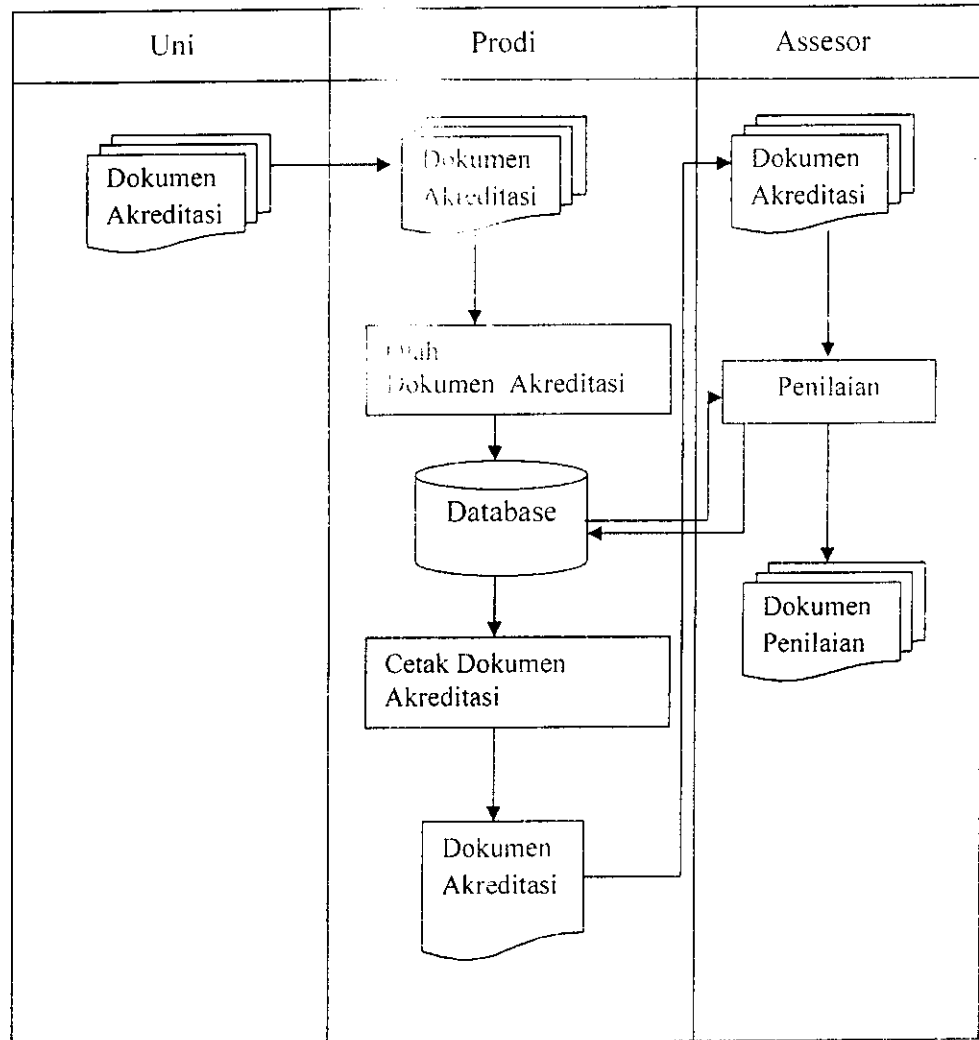 Uni
Prodi
Assesor
Dokumen
Akreditasi
Dokumen
Akreditasi
Dokumen
Akreditasi
Dokumen Akreditasi
Penilaian
Database
Dokumen
Penilaian
Cetak Dokumen
Akreditasi
Dokumen
Akreditasi